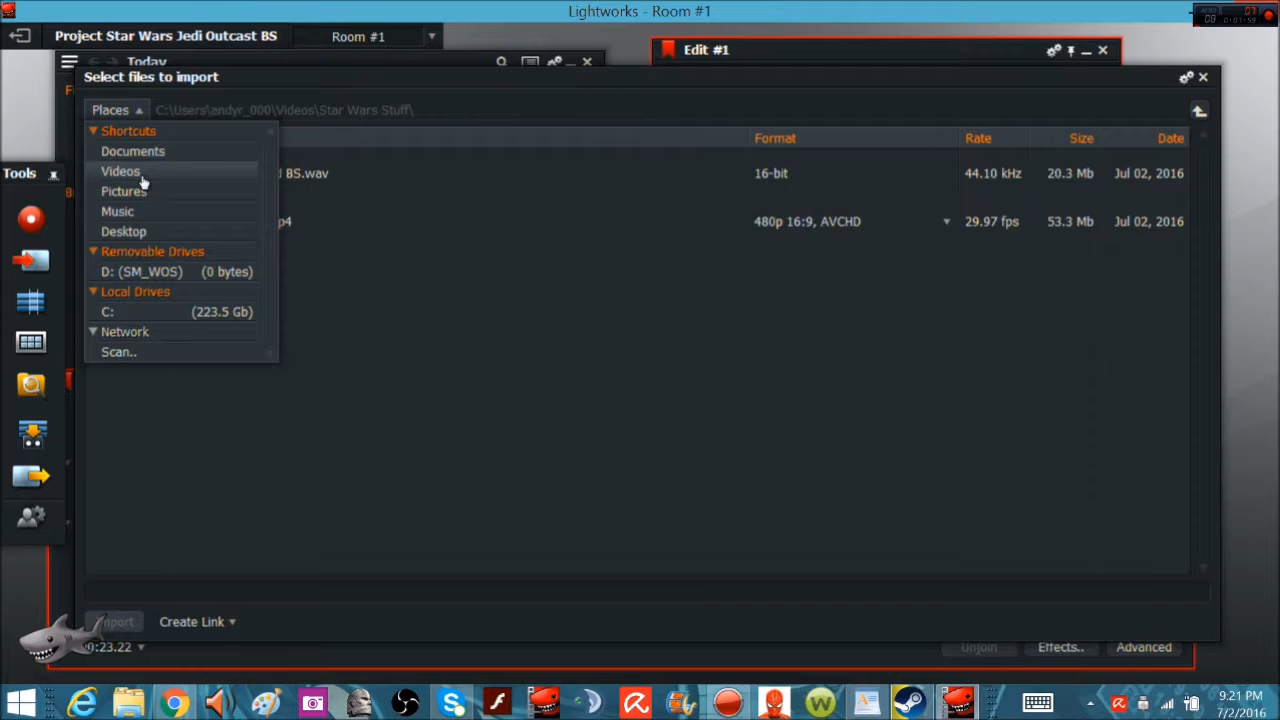 Lightworks - Room #1
Project Star Wars Jedi Outcast BS Room #1
Today
Edit #1
Select files to import
Places C:\Users\andyr_000\Videos\Star Wars Stuff\
Format Rate Size Date
Shortcuts
Documents
Videos
Pictures
Music
Desktop
Removable Drives
D: (SM_WOS) (0 bytes)
Local Drives
C: (223.5 Gb)
Network
Scan..
BS.wav 16-bit 44.10 kHz 20.3 Mb Jul 02, 2016
p4 480p 16:9, AVCHD 29.97 fps 53.3 Mb Jul 02, 2016
Tools
Create Link
:23.22 Unjoin Effects.. Advanced
9:21 PM
7/2/2016